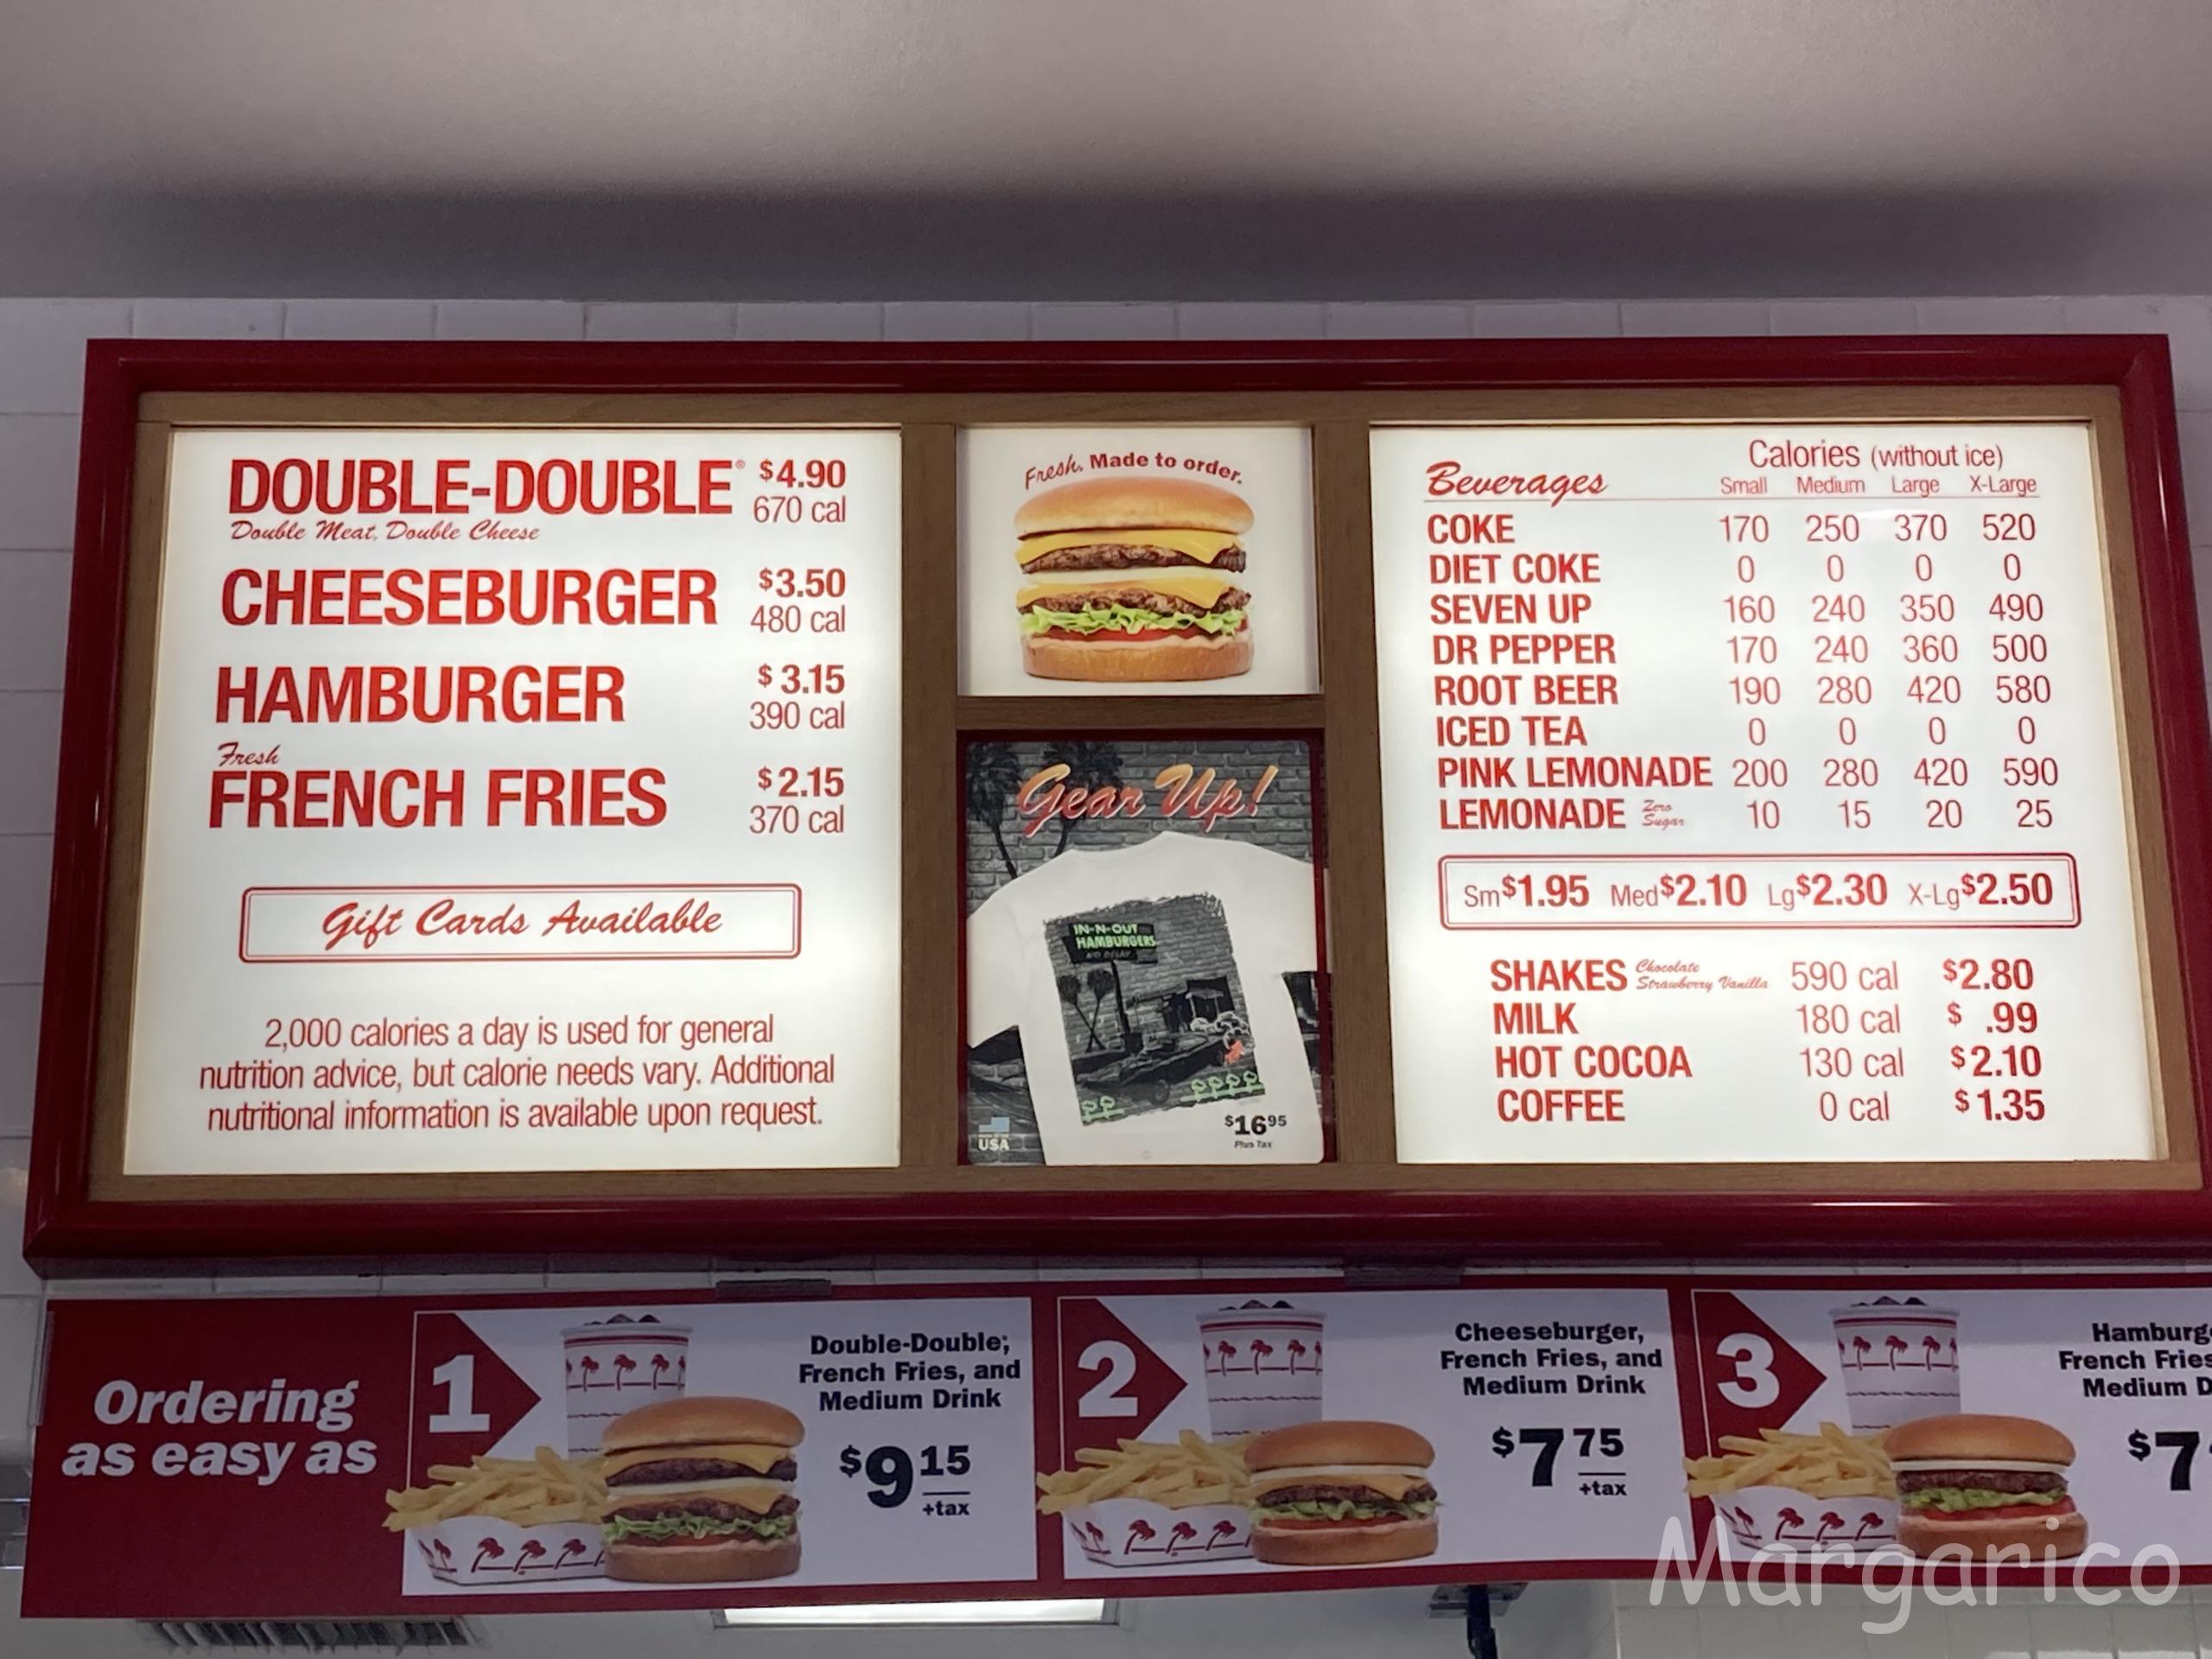 DOUBLE-DOUBLE® $4.90
Double Meat, Double Cheese 670 cal
CHEESEBURGER $3.50
480 cal
HAMBURGER $3.15
390 cal
Fresh
FRENCH FRIES $2.15
370 cal
Gift Cards Available
2,000 calories a day is used for general
nutrition advice, but calorie needs vary. Additional
nutritional information is available upon request.
Fresh. Made to order.
Gear Up!
IN-N-OUT
HAMBURGERS
NO DELAY
USA
$16.95
Plus Tax
Calories (without ice)
Beverages Small Medium Large X-Large
COKE 170 250 370 520
DIET COKE 0 0 0 0
SEVEN UP 160 240 350 490
DR PEPPER 170 240 360 500
ROOT BEER 190 280 420 580
ICED TEA 0 0 0 0
PINK LEMONADE 200 280 420 590
LEMONADE Zero Sugar 10 15 20 25
Sm $1.95 Med $2.10 Lg $2.30 X-Lg $2.50
SHAKES Chocolate Strawberry Vanilla 590 cal $2.80
MILK 180 cal $ .99
HOT COCOA 130 cal $2.10
COFFEE 0 cal $1.35
Ordering
as easy as
1
Double-Double,
French Fries, and
Medium Drink
$9 15
+tax
2
Cheeseburger,
French Fries, and
Medium Drink
$7 75
+tax
3
Hamburg
French Fries
Medium D
$7
Margarico